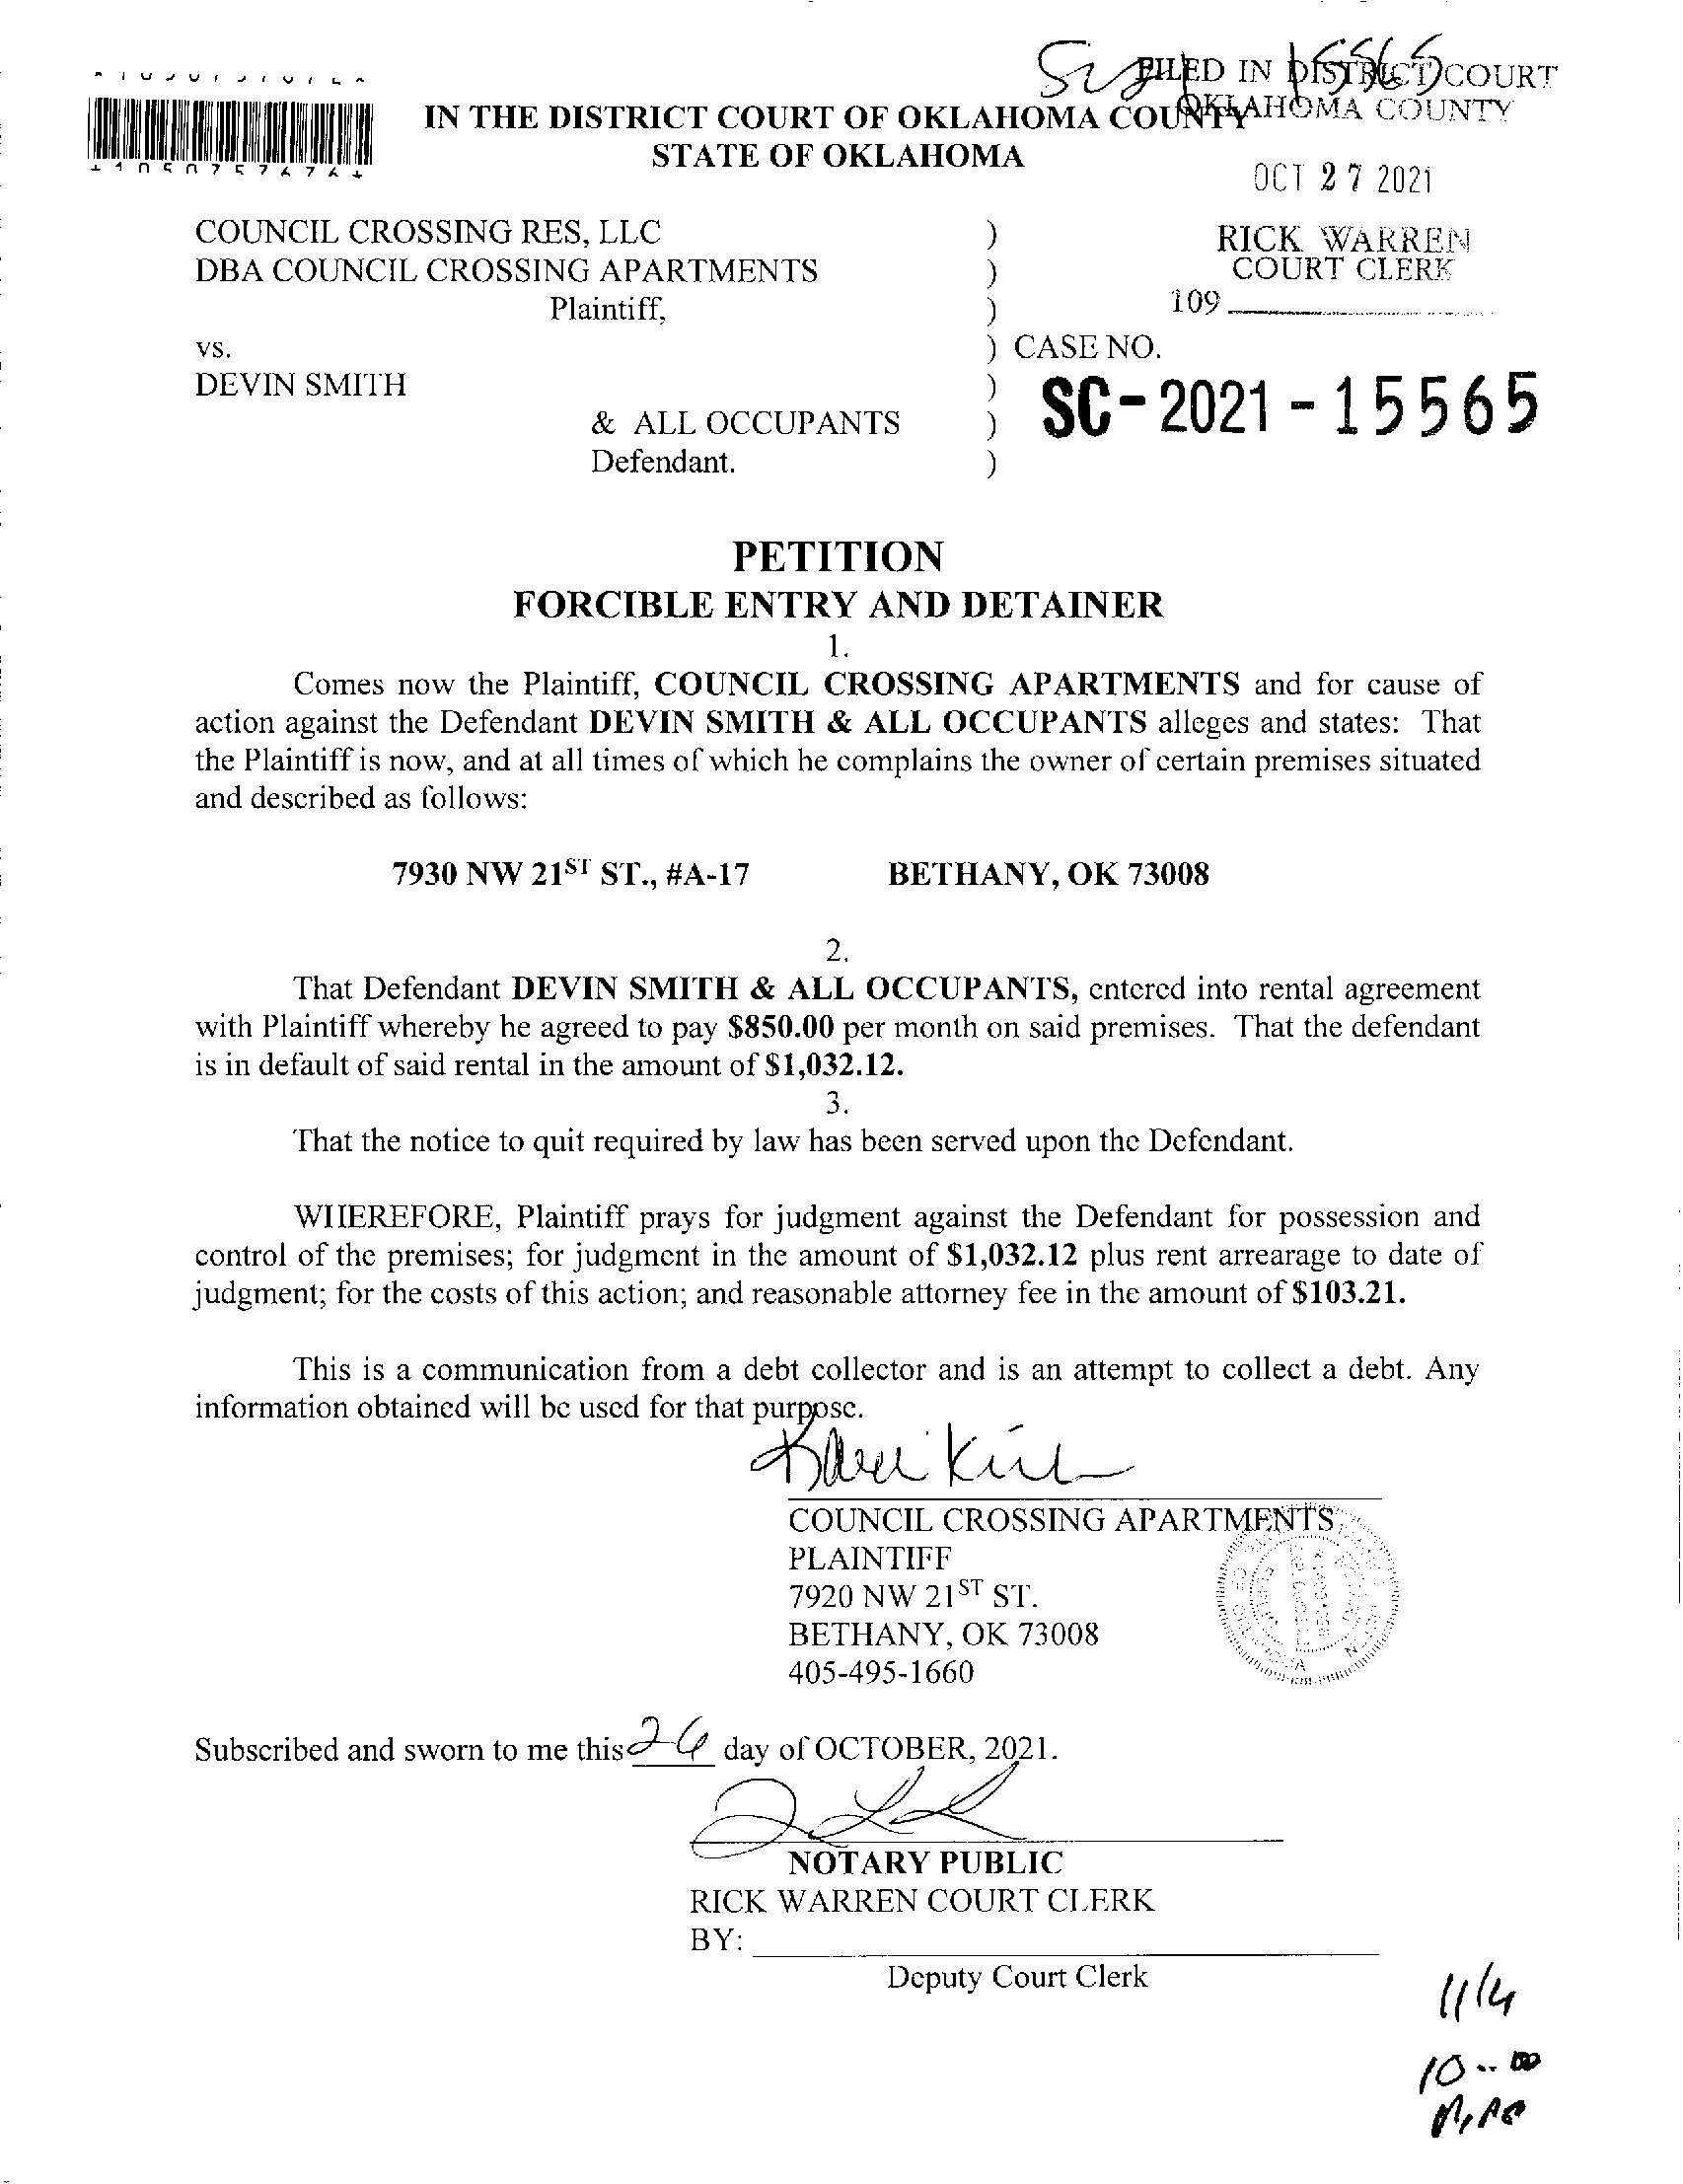 FILED IN DISTRICT COURT
OKLAHOMA COUNTY
IN THE DISTRICT COURT OF OKLAHOMA COUNTY
STATE OF OKLAHOMA
OCT 27 2021
COUNCIL CROSSING RES, LLC )
DBA COUNCIL CROSSING APARTMENTS )
Plaintiff, )
RICK WARREN
COURT CLERK
109
vs. ) CASE NO.
DEVIN SMITH )
SC-2021-15565
& ALL OCCUPANTS )
Defendant. )
PETITION
FORCIBLE ENTRY AND DETAINER
1.
Comes now the Plaintiff, COUNCIL CROSSING APARTMENTS and for cause of
action against the Defendant DEVIN SMITH & ALL OCCUPANTS alleges and states: That
the Plaintiff is now, and at all times of which he complains the owner of certain premises situated
and described as follows:
7930 NW 21ST ST., #A-17 BETHANY, OK 73008
2.
That Defendant DEVIN SMITH & ALL OCCUPANTS, entered into rental agreement
with Plaintiff whereby he agreed to pay $850.00 per month on said premises. That the defendant
is in default of said rental in the amount of $1,032.12.
3.
That the notice to quit required by law has been served upon the Defendant.
WHEREFORE, Plaintiff prays for judgment against the Defendant for possession and
control of the premises; for judgment in the amount of $1,032.12 plus rent arrearage to date of
judgment; for the costs of this action; and reasonable attorney fee in the amount of $103.21.
This is a communication from a debt collector and is an attempt to collect a debt. Any
information obtained will be used for that purpose.
COUNCIL CROSSING APARTMENTS
PLAINTIFF
7920 NW 21ST ST.
BETHANY, OK 73008
405-495-1660
Subscribed and sworn to me this 26 day of OCTOBER, 2021.
NOTARY PUBLIC
RICK WARREN COURT CLERK
BY:
Deputy Court Clerk
11/4
10:00